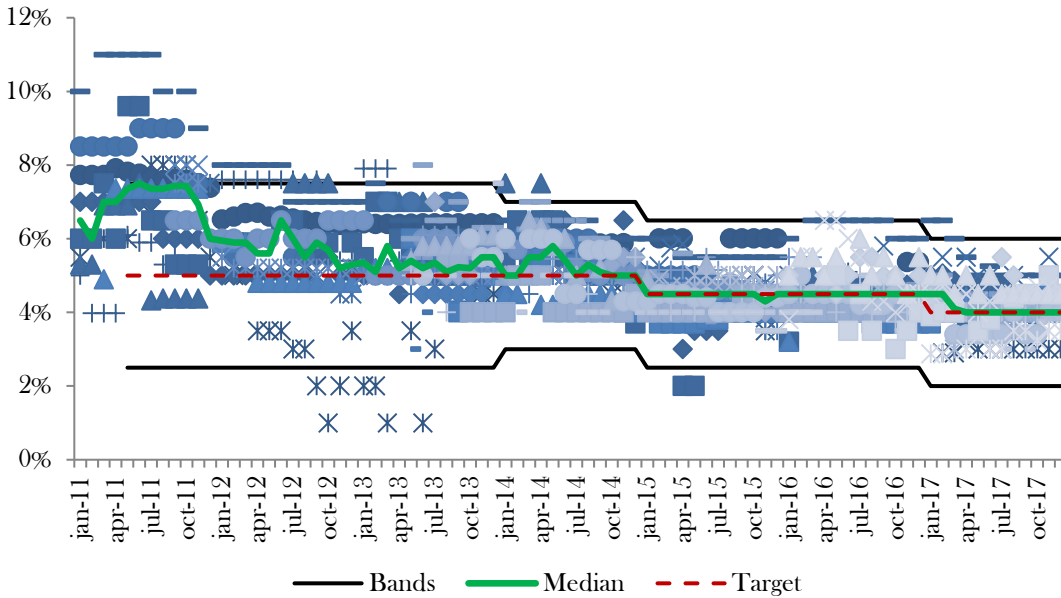 12%
10%
8%
6%
4%
2%
0%
jan-11
apr-11
jul-11
oct-11
jan-12
apr-12
jul-12
oct-12
jan-13
apr-13
jul-13
oct-13
jan-14
apr-14
jul-14
oct-14
jan-15
apr-15
jul-15
oct-15
jan-16
apr-16
jul-16
oct-16
jan-17
apr-17
jul-17
oct-17
Bands Median Target